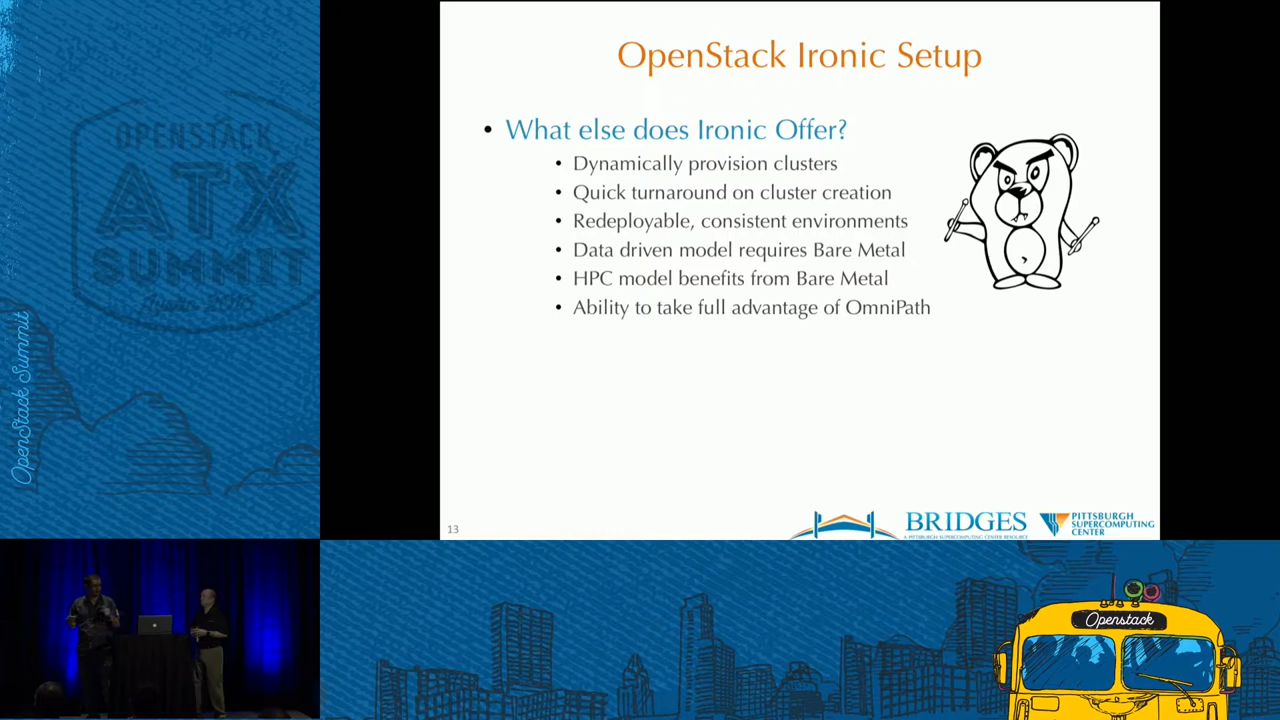 OpenStack Ironic Setup
• What else does Ironic Offer?
• Dynamically provision clusters
• Quick turnaround on cluster creation
• Redeployable, consistent environments
• Data driven model requires Bare Metal
• HPC model benefits from Bare Metal
• Ability to take full advantage of OmniPath
13
BRIDGES
A PITTSBURGH SUPERCOMPUTING CENTER RESOURCE
PITTSBURGH
SUPERCOMPUTING
CENTER
OPENSTACK
ATX
SUMMIT
OpenStack Summit
Openstack